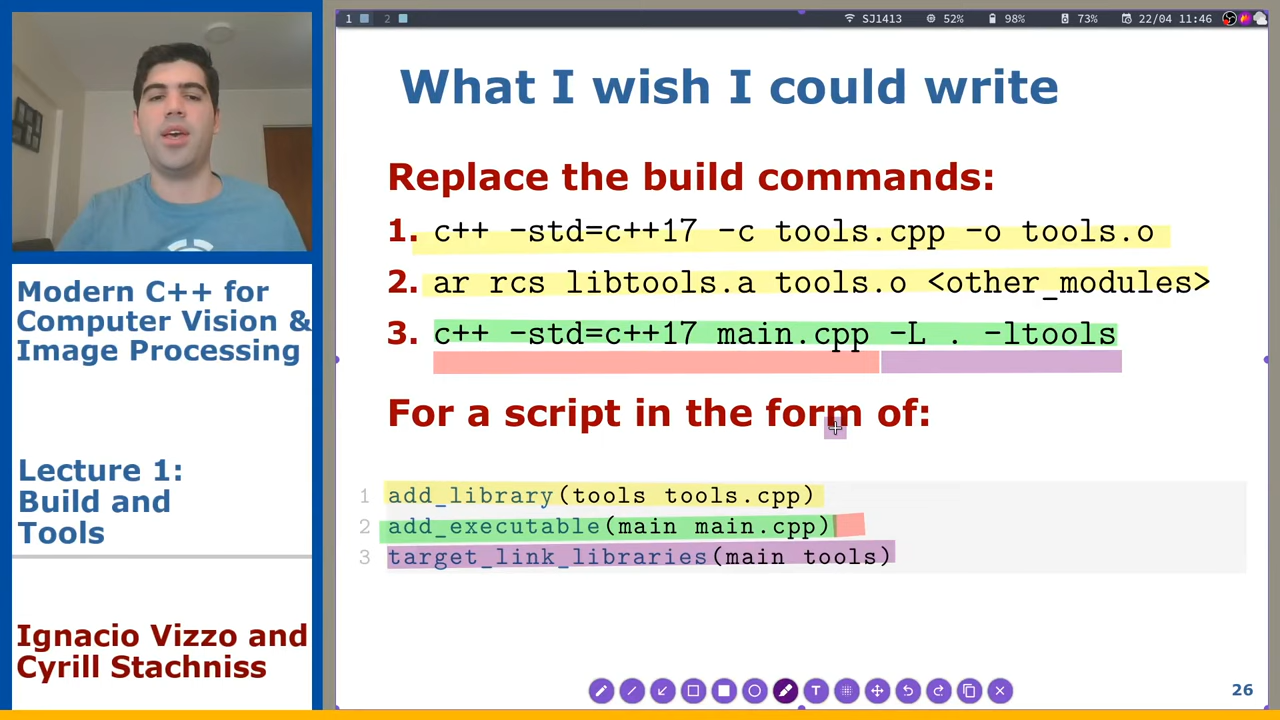 1 2 SJ1413 52% 98% 73% 22/04 11:46
What I wish I could write
Replace the build commands:
1. c++ -std=c++17 -c tools.cpp -o tools.o
2. ar rcs libtools.a tools.o <other_modules>
3. c++ -std=c++17 main.cpp -L . -ltools
For a script in the form of:
1 add_library(tools tools.cpp)
2 add_executable(main main.cpp)
3 target_link_libraries(main tools)
T
26
Modern C++ for
Computer Vision &
Image Processing
Lecture 1:
Build and
Tools
Ignacio Vizzo and
Cyrill Stachniss